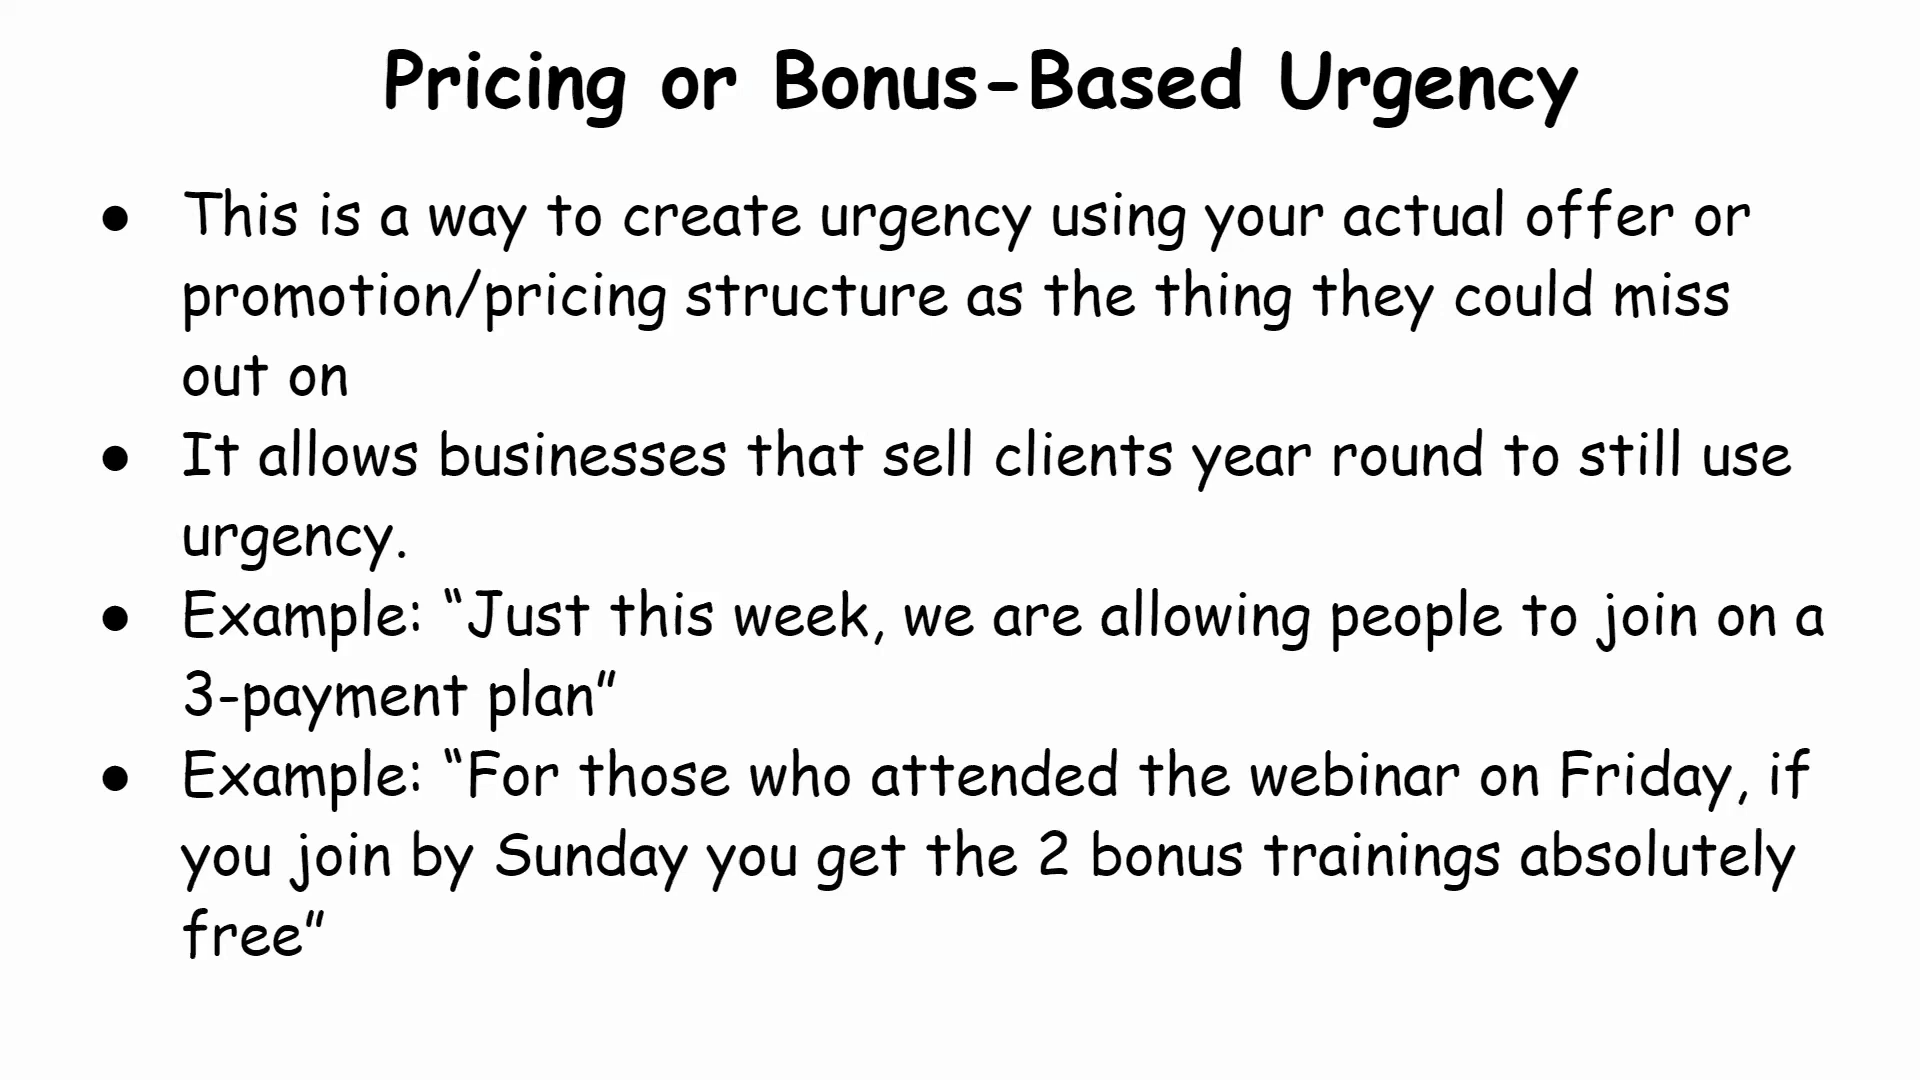 Pricing or Bonus-Based Urgency
● This is a way to create urgency using your actual offer or
promotion/pricing structure as the thing they could miss
out on
● It allows businesses that sell clients year round to still use
urgency.
● Example: “Just this week, we are allowing people to join on a
3-payment plan”
● Example: “For those who attended the webinar on Friday, if
you join by Sunday you get the 2 bonus trainings absolutely
free”